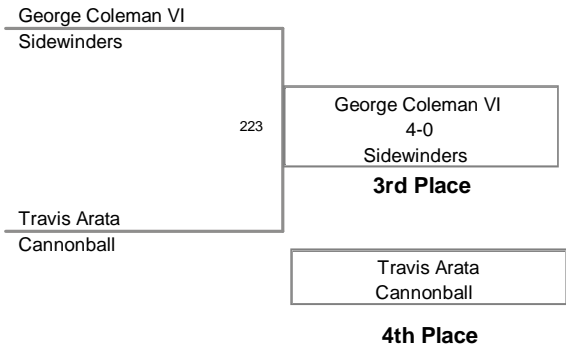 George Coleman VI
Sidewinders
George Coleman VI
223
4-0
Sidewinders
3rd Place
Travis Arata
Cannonball
Travis Arata
Cannonball
4th Place